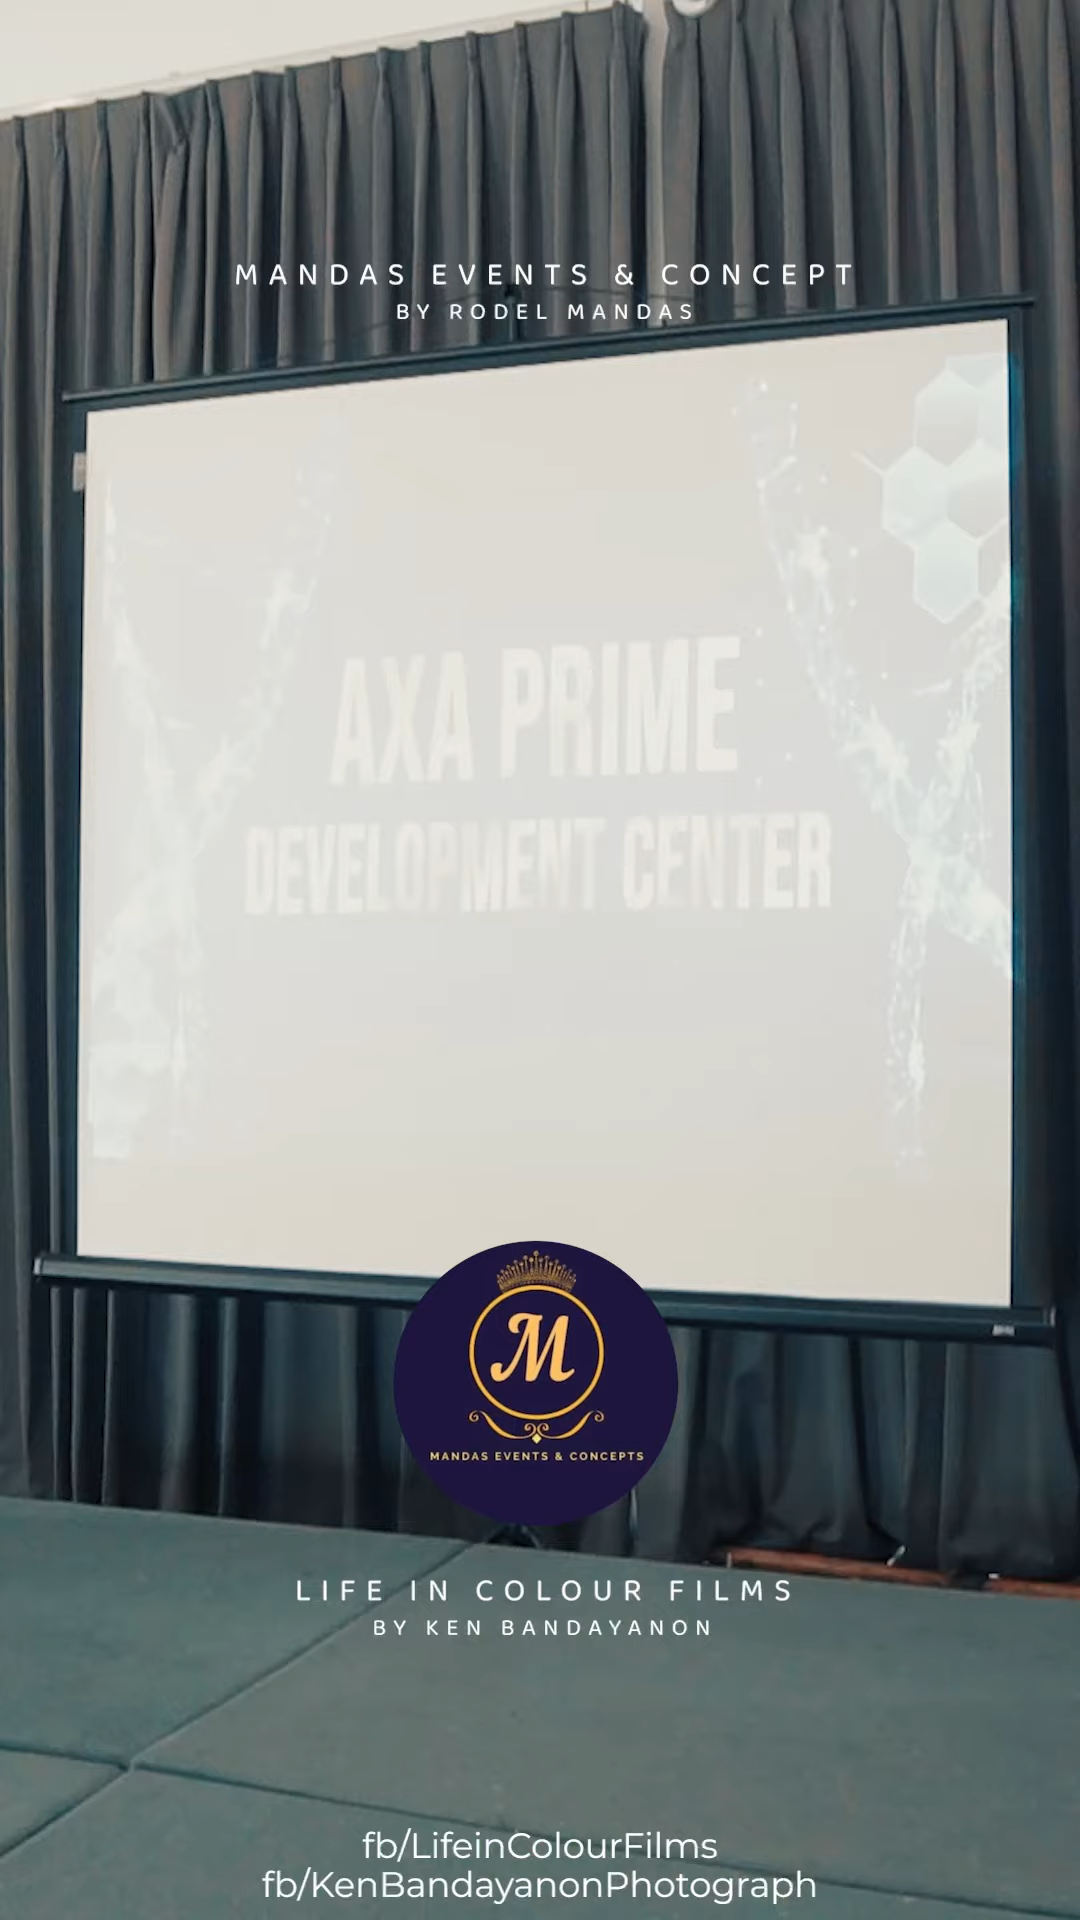 MANDAS EVENTS & CONCEPT
BY RODEL MANDAS
AXA PRIME
DEVELOPMENT CENTER
M
MANDAS EVENTS & CONCEPTS
LIFE IN COLOUR FILMS
BY KEN BANDAYANON
fb/LifeinColourFilms
fb/KenBandayanonPhotograph